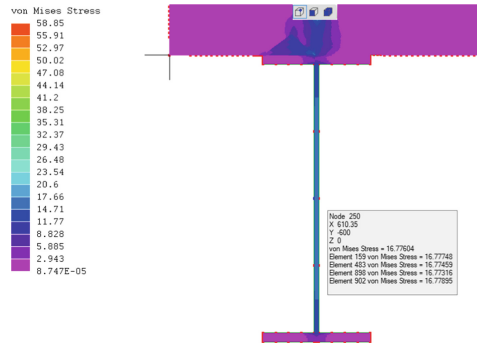 von Mises Stress
58.85
55.91
52.97
50.02
47.08
44.14
41.2
38.25
35.31
32.37
29.43
26.48
23.54
20.6
17.66
14.71
11.77
8.828
5.885
2.943
8.747E-05
Node 250
X 610.35
Y -600
Z 0
von Mises Stress = 16.77604
Element 159 von Mises Stress = 16.77748
Element 483 von Mises Stress = 16.77459
Element 898 von Mises Stress = 16.77316
Element 902 von Mises Stress = 16.77895